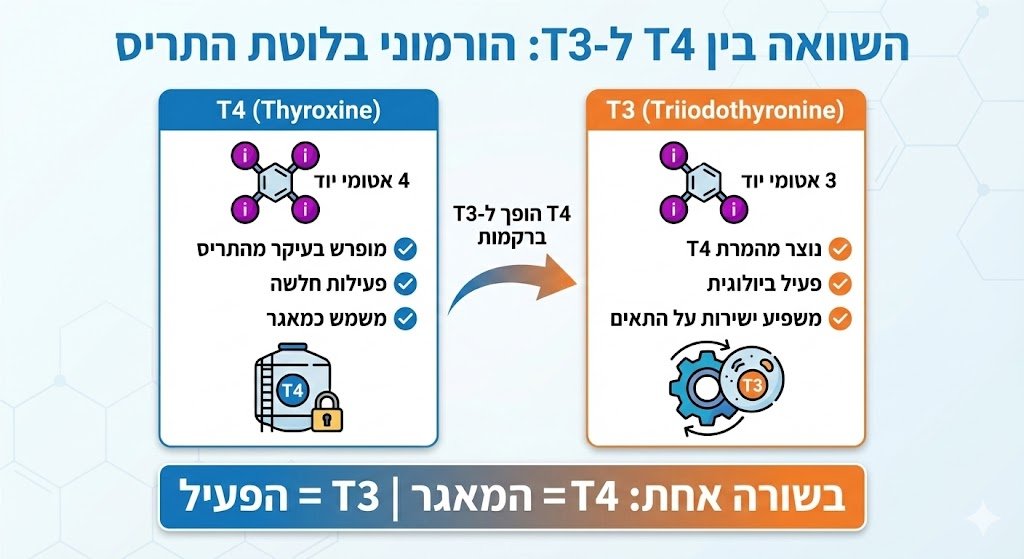 השוואה בין T4 ל-T3: הורמוני בלוטת התריס
T4 (Thyroxine)
i i
4 אטומי יוד
i i
מופרש בעיקר מהתריס
פעילות חלשה
משמש כמאגר
T4
T4 הופך ל-T3
ברקמות
T3 (Triiodothyronine)
i
3 אטומי יוד
i i
נוצר מהמרת T4
פעיל ביולוגית
משפיע ישירות על התאים
T3
בשורה אחת: T4 = המאגר | T3 = הפעיל